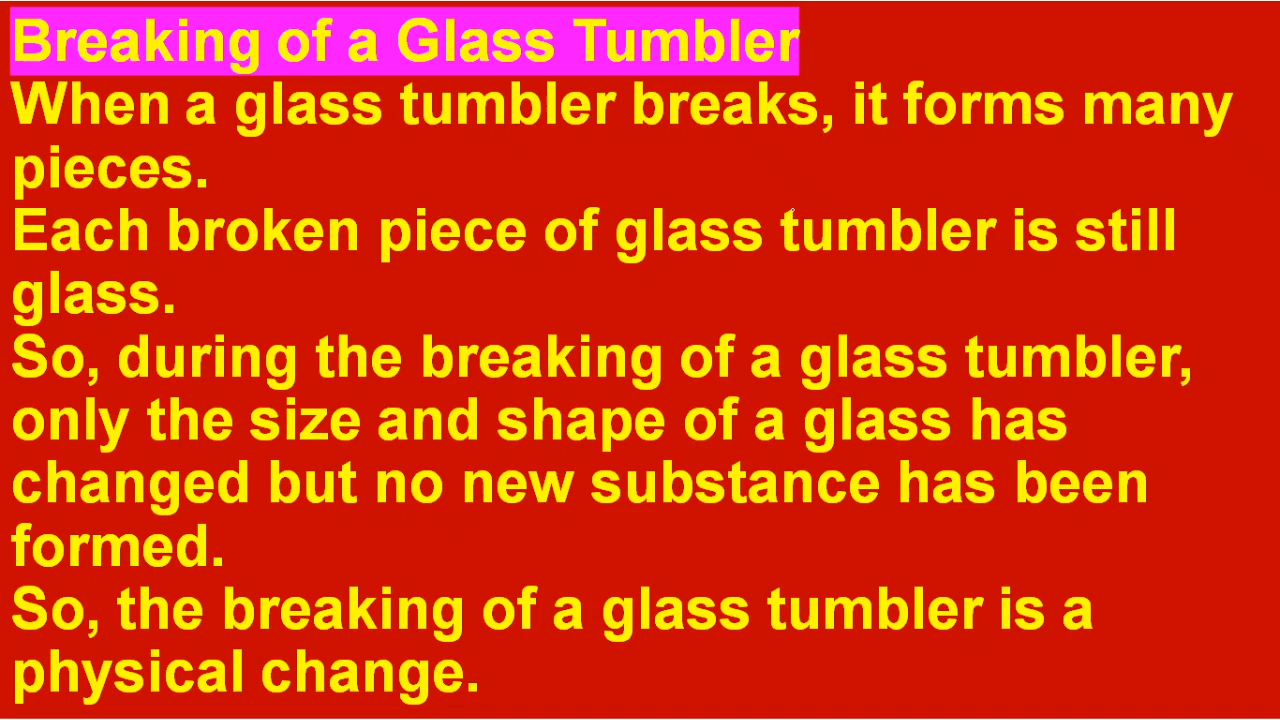 Breaking of a Glass Tumbler
When a glass tumbler breaks, it forms many
pieces.
Each broken piece of glass tumbler is still
glass.
So, during the breaking of a glass tumbler,
only the size and shape of a glass has
changed but no new substance has been
formed.
So, the breaking of a glass tumbler is a
physical change.